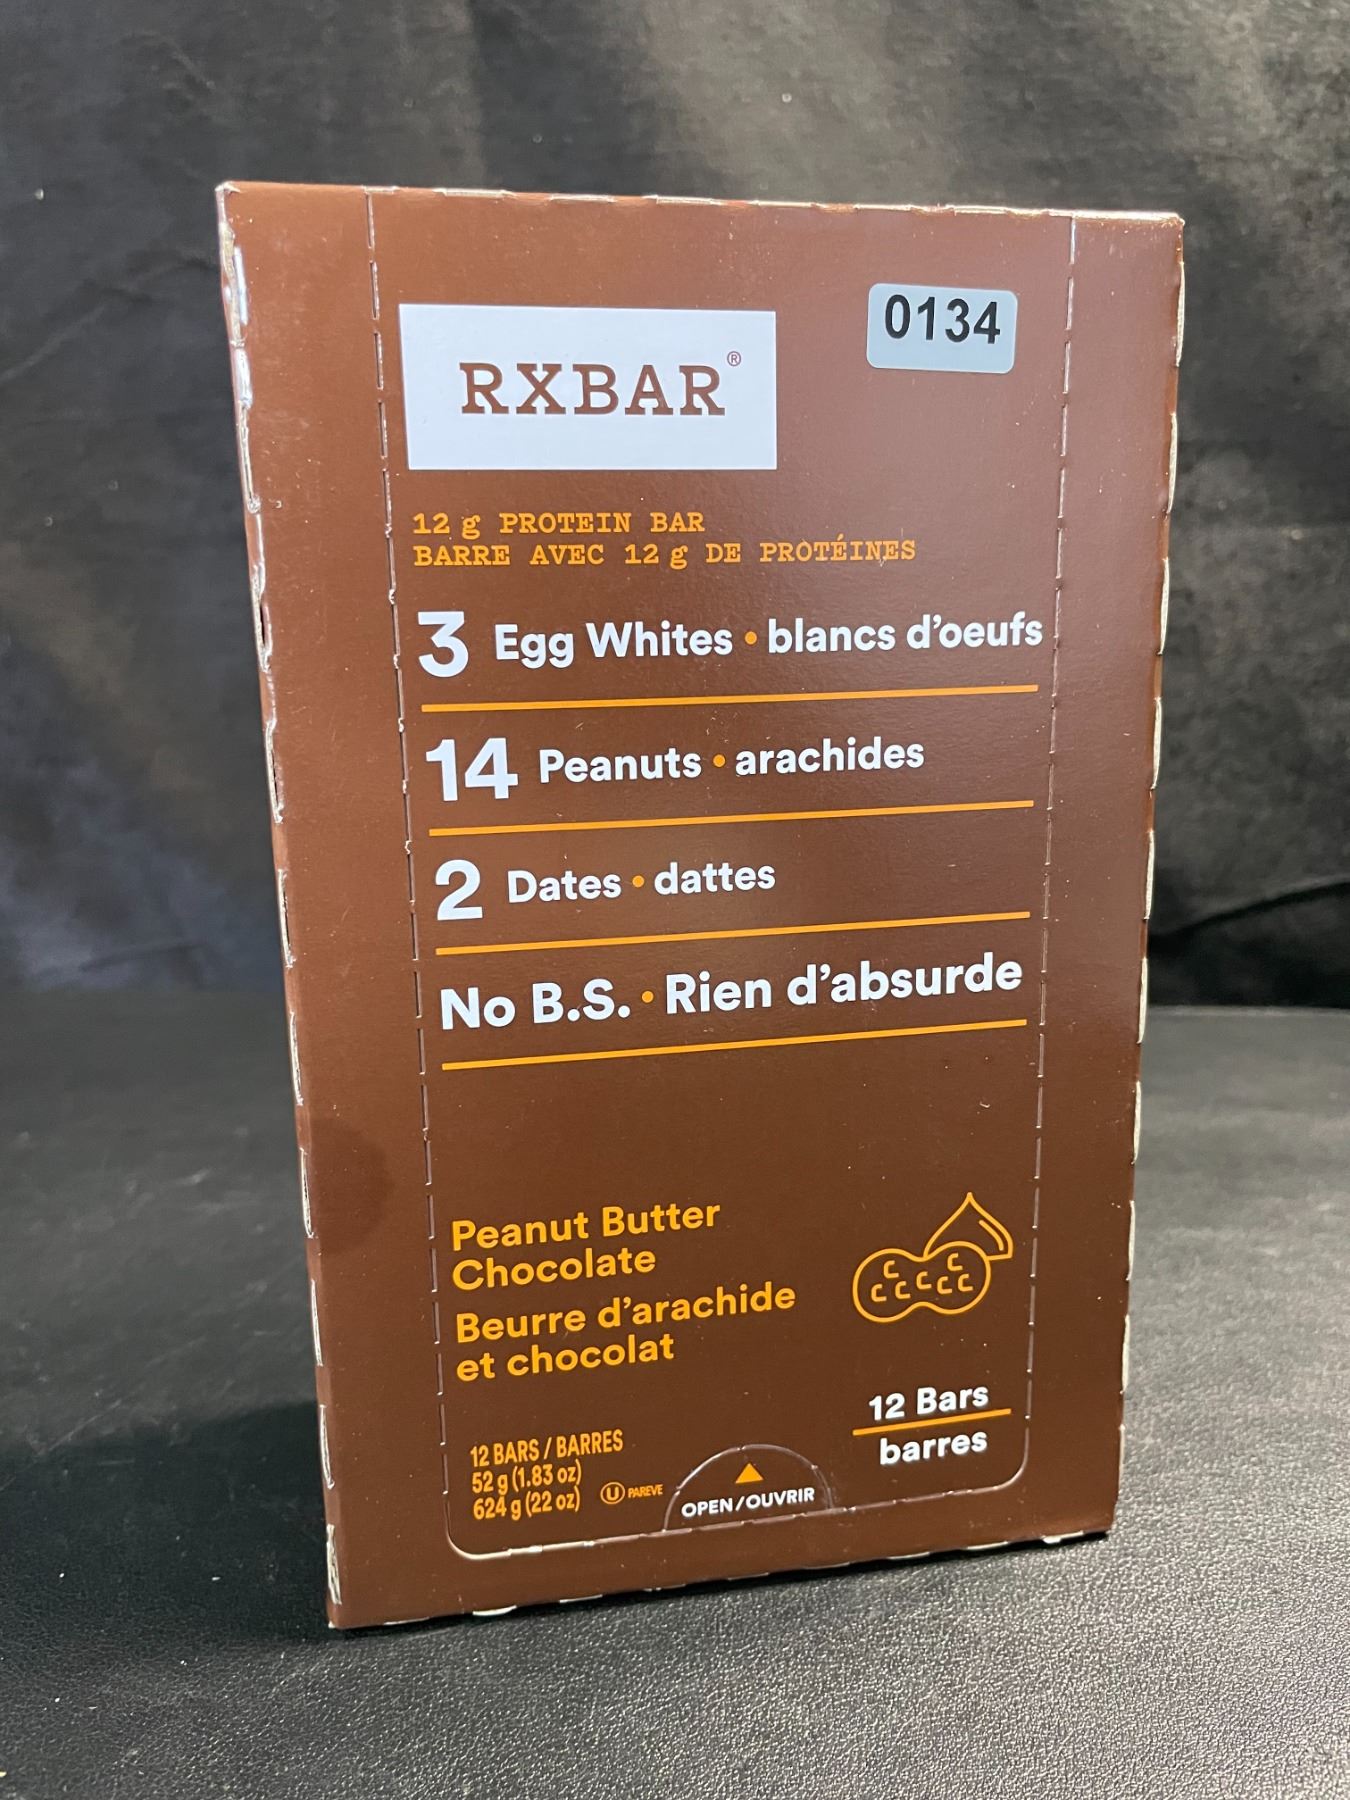 0134
RXBAR®
12 g PROTEIN BAR
BARRE AVEC 12 g DE PROTÉINES
3 Egg Whites • blancs d'oeufs
14 Peanuts • arachides
2 Dates • dattes
No B.S. • Rien d'absurde
Peanut Butter
Chocolate
Beurre d'arachide
et chocolat
12 Bars
barres
12 BARS / BARRES
52 g (1.83 oz)
624 g (22 oz)
U PAREVE
OPEN/OUVRIR